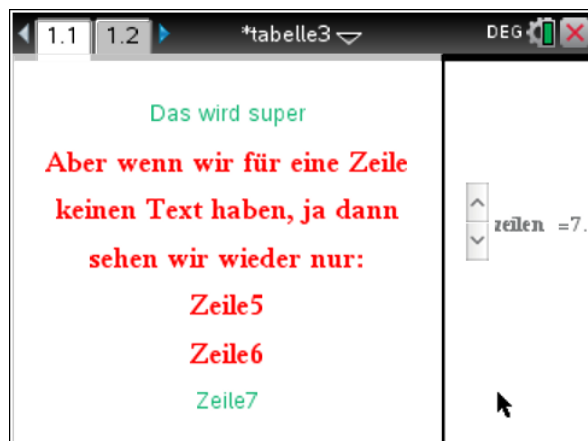 1.1 1.2 *tabelle3 DEG
Das wird super
Aber wenn wir für eine Zeile
keinen Text haben, ja dann
sehen wir wieder nur:
Zeile5
Zeile6
Zeile7
zeilen =7.